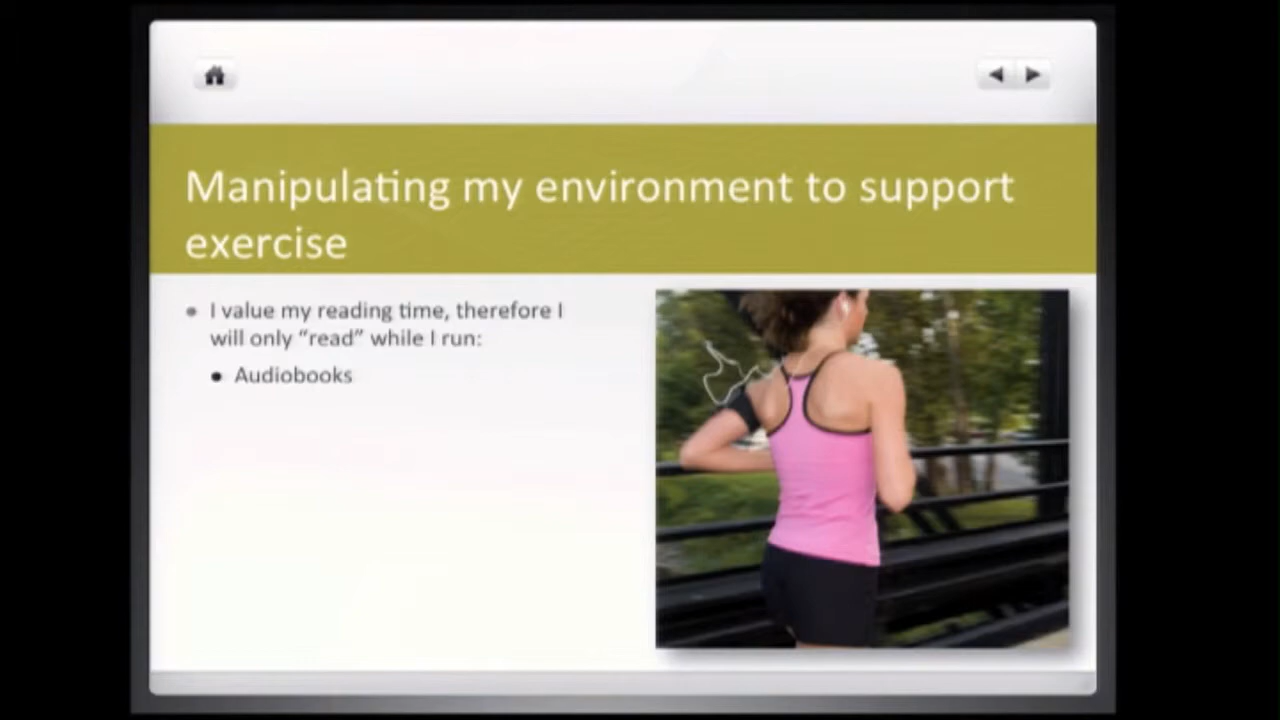 Manipulating my environment to support
exercise
I value my reading time, therefore I
will only “read” while I run:
Audiobooks